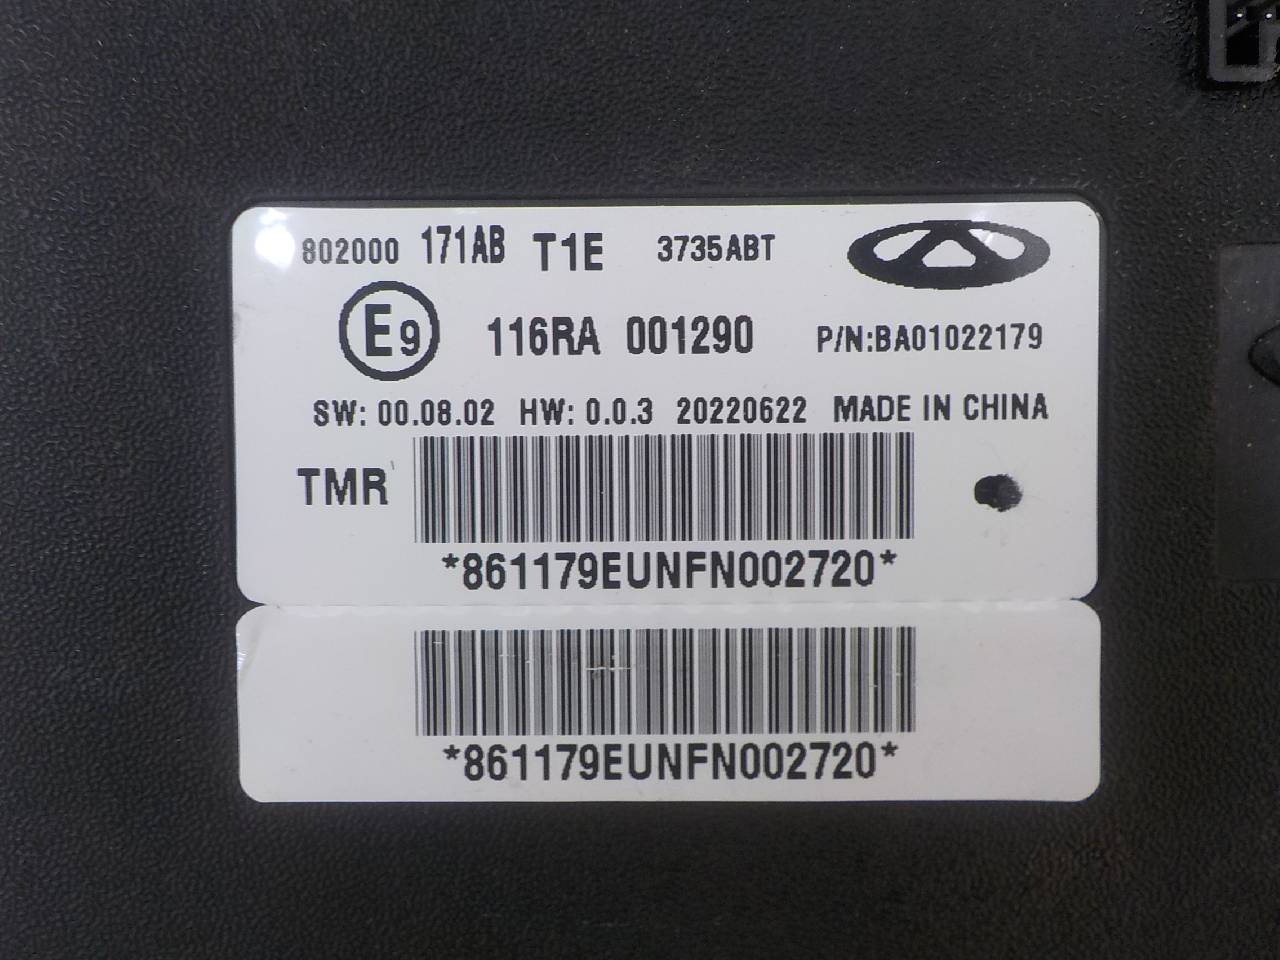 802000 171AB T1E 3735ABT
E9 116RA 001290 P/N:BA01022179
SW: 00.08.02 HW: 0.0.3 20220622 MADE IN CHINA
TMR
*861179EUNFN002720*
*861179EUNFN002720*